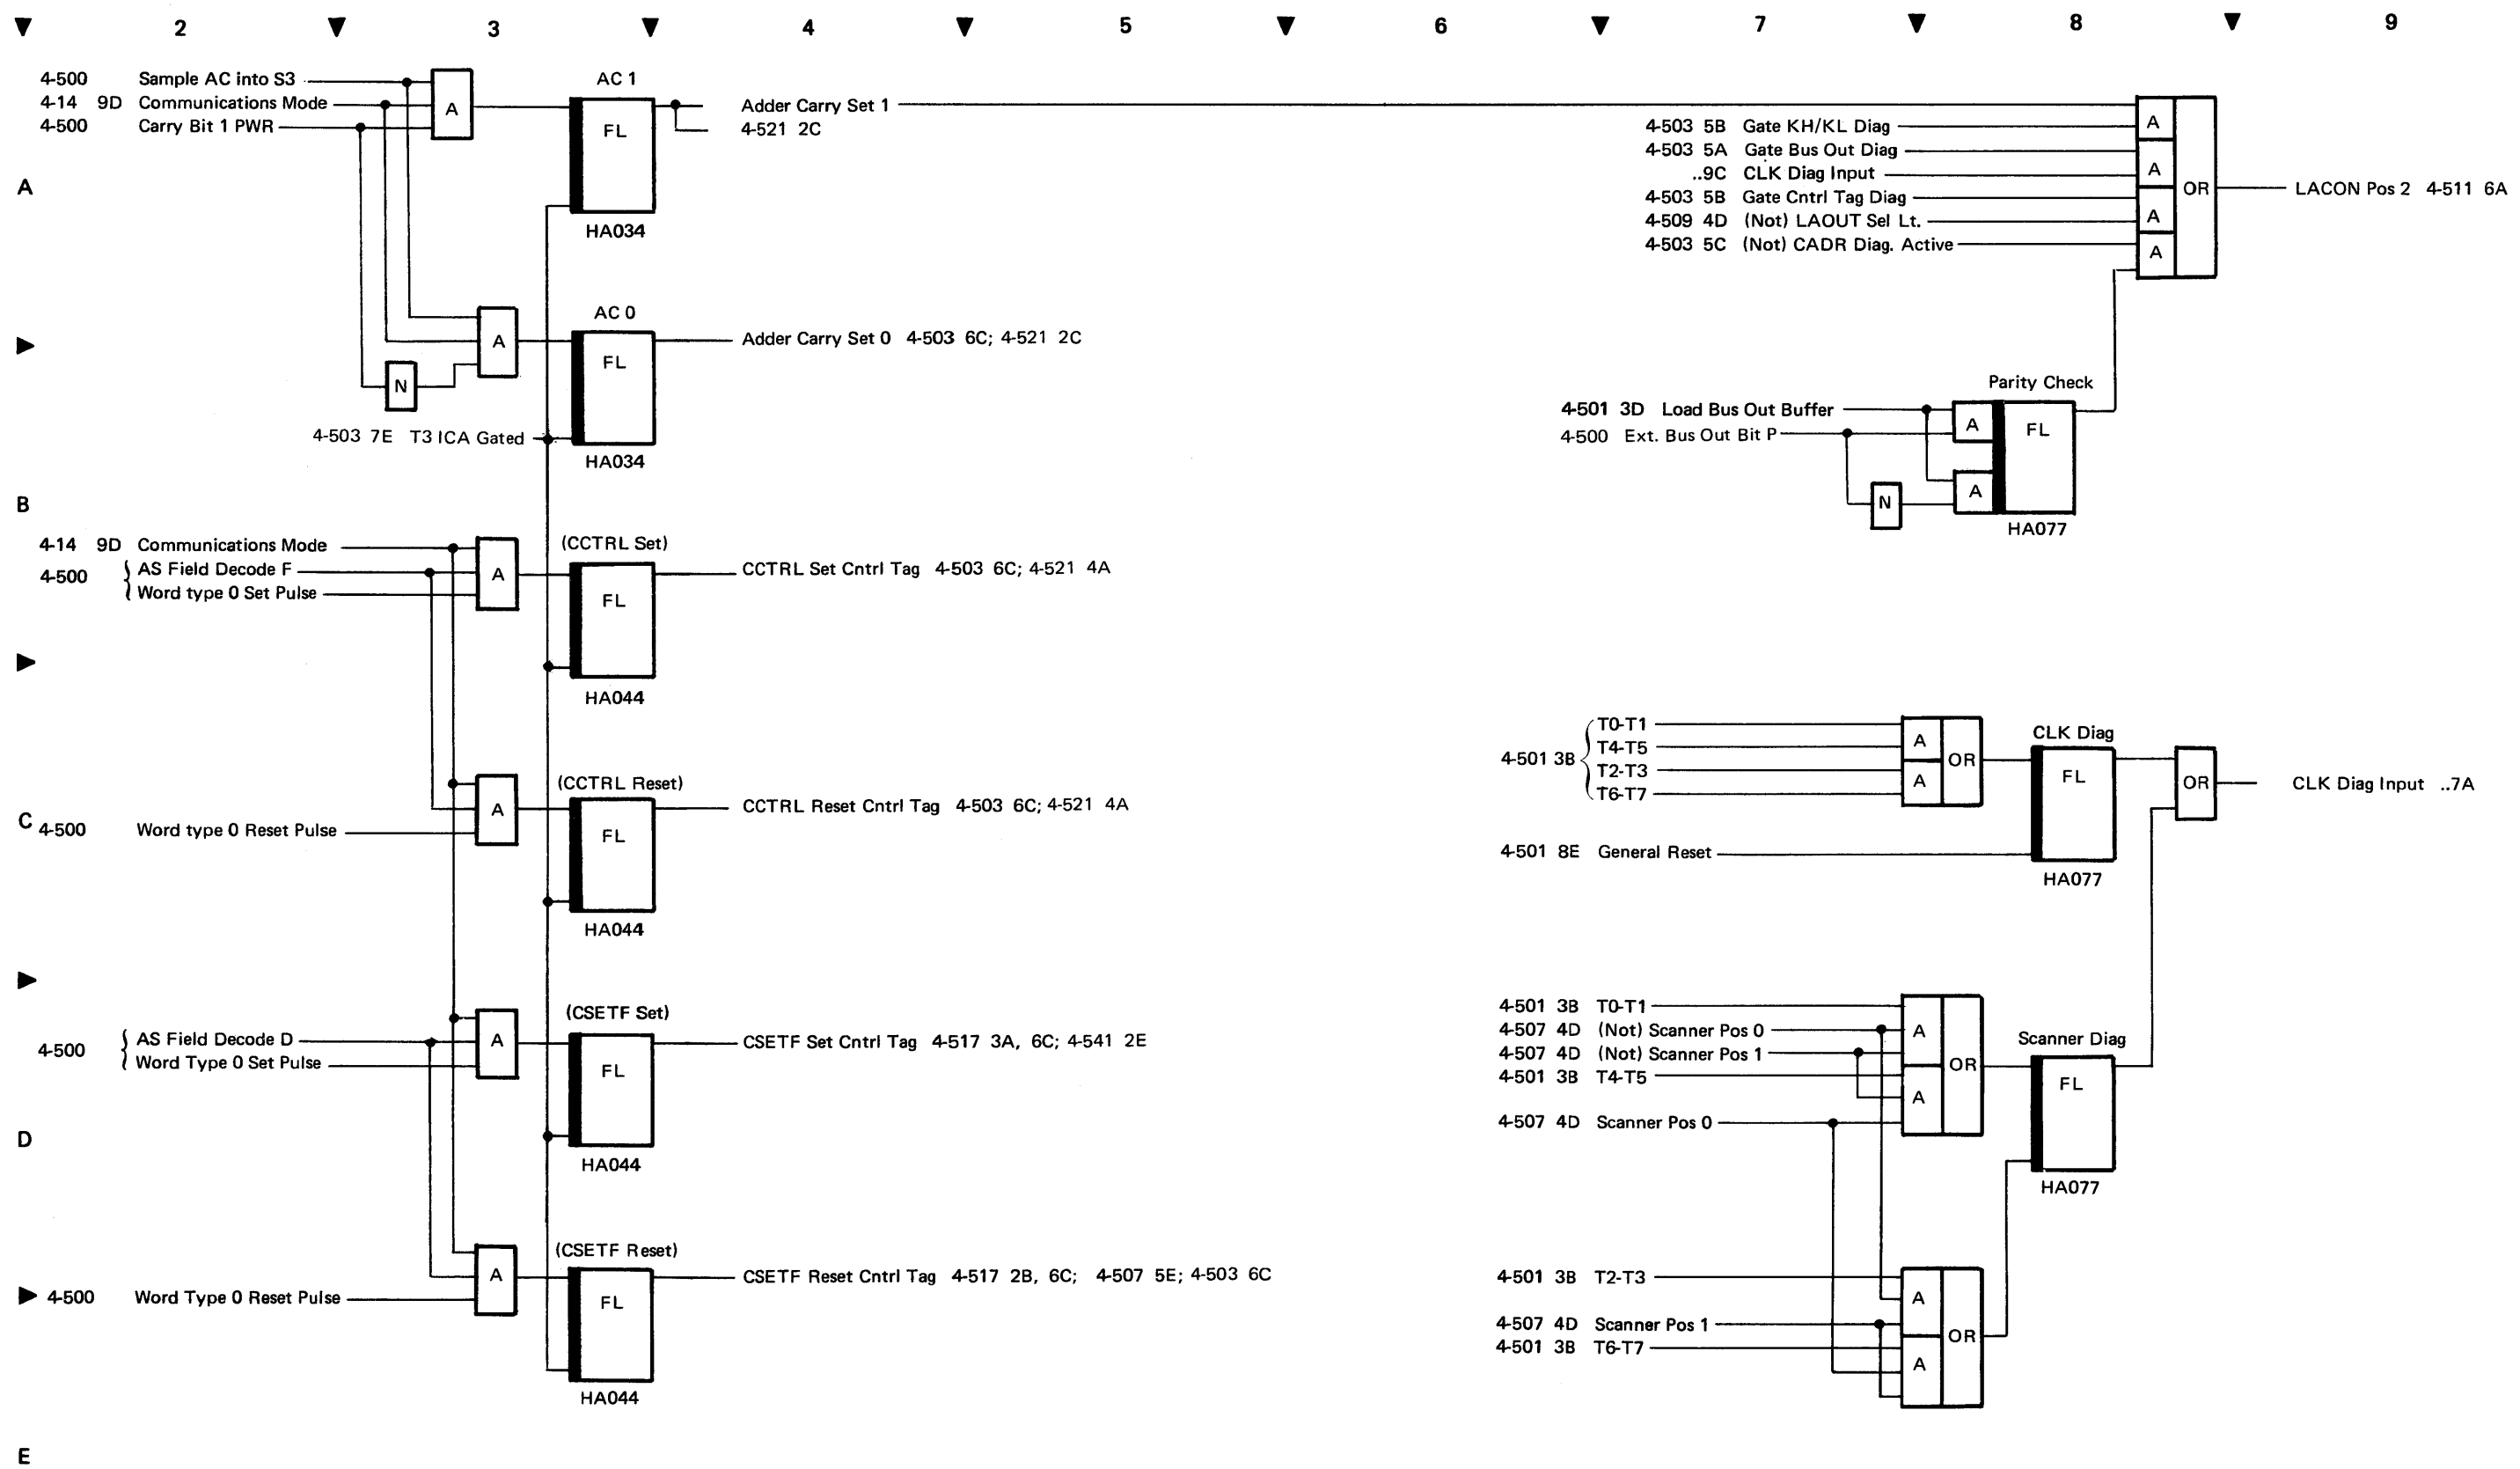 2 3 4 5 6 7 8 9
A
B
C
D
E
4-500 Sample AC into S3
4-14 9D Communications Mode
4-500 Carry Bit 1 PWR
A
AC 1
FL
HA034
Adder Carry Set 1
4-521 2C
A
N
AC 0
FL
HA034
Adder Carry Set 0 4-503 6C; 4-521 2C
4-503 7E T3 ICA Gated
4-14 9D Communications Mode
4-500 { AS Field Decode F
Word type 0 Set Pulse
A
(CCTRL Set)
FL
HA044
CCTRL Set Cntrl Tag 4-503 6C; 4-521 4A
4-500 Word type 0 Reset Pulse
A
(CCTRL Reset)
FL
HA044
CCTRL Reset Cntrl Tag 4-503 6C; 4-521 4A
4-500 { AS Field Decode D
Word Type 0 Set Pulse
A
(CSETF Set)
FL
HA044
CSETF Set Cntrl Tag 4-517 3A, 6C; 4-541 2E
4-500 Word Type 0 Reset Pulse
A
(CSETF Reset)
FL
HA044
CSETF Reset Cntrl Tag 4-517 2B, 6C; 4-507 5E; 4-503 6C
4-503 5B Gate KH/KL Diag
4-503 5A Gate Bus Out Diag
..9C CLK Diag Input
4-503 5B Gate Cntrl Tag Diag
4-509 4D (Not) LAOUT Sel Lt.
4-503 5C (Not) CADR Diag. Active
A
A
A
A
OR
LACON Pos 2 4-511 6A
4-501 3D Load Bus Out Buffer
4-500 Ext. Bus Out Bit P
N
A
A
Parity Check
FL
HA077
4-501 3B { T0-T1
T4-T5
T2-T3
T6-T7
A
A
OR
4-501 8E General Reset
CLK Diag
FL
HA077
OR
CLK Diag Input ..7A
4-501 3B T0-T1
4-507 4D (Not) Scanner Pos 0
4-507 4D (Not) Scanner Pos 1
4-501 3B T4-T5
4-507 4D Scanner Pos 0
A
A
OR
Scanner Diag
FL
HA077
4-501 3B T2-T3
4-507 4D Scanner Pos 1
4-501 3B T6-T7
A
A
OR